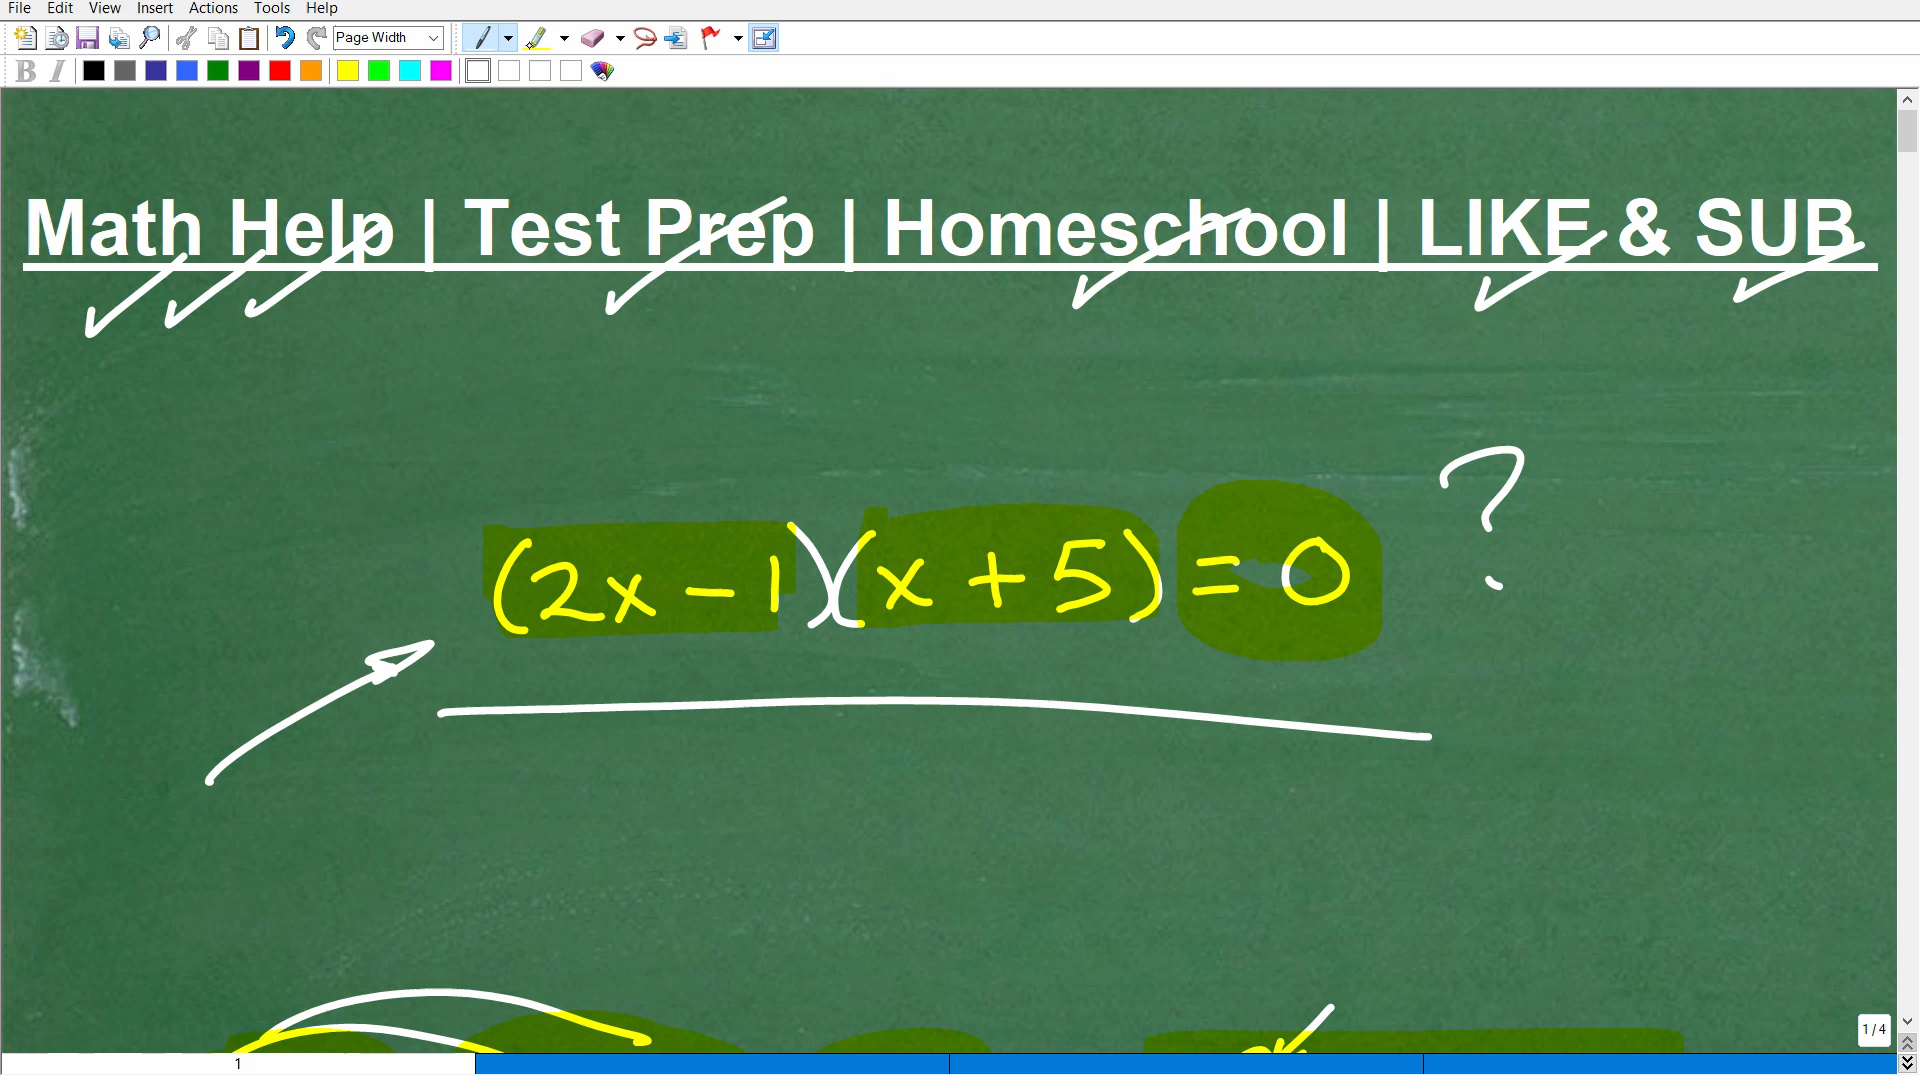 File Edit View Insert Actions Tools Help
Page Width
B I
Math Help | Test Prep | Homeschool | LIKE & SUB
(2x - 1)(x + 5) = 0 ?
1 / 4
1